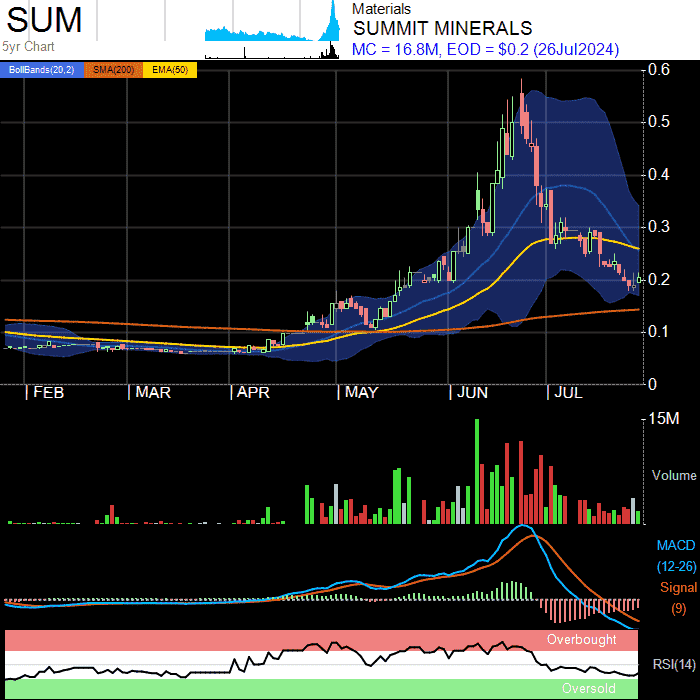 SUM
5yr Chart
Materials
SUMMIT MINERALS
MC = 16.8M, EOD = $0.2 (26Jul2024)
BollBands(20,2) SMA(200) EMA(50)
0.6
0.5
0.4
0.3
0.2
0.1
0
FEB MAR APR MAY JUN JUL
15M
Volume
MACD
(12-26)
Signal
(9)
Overbought
RSI(14)
Oversold